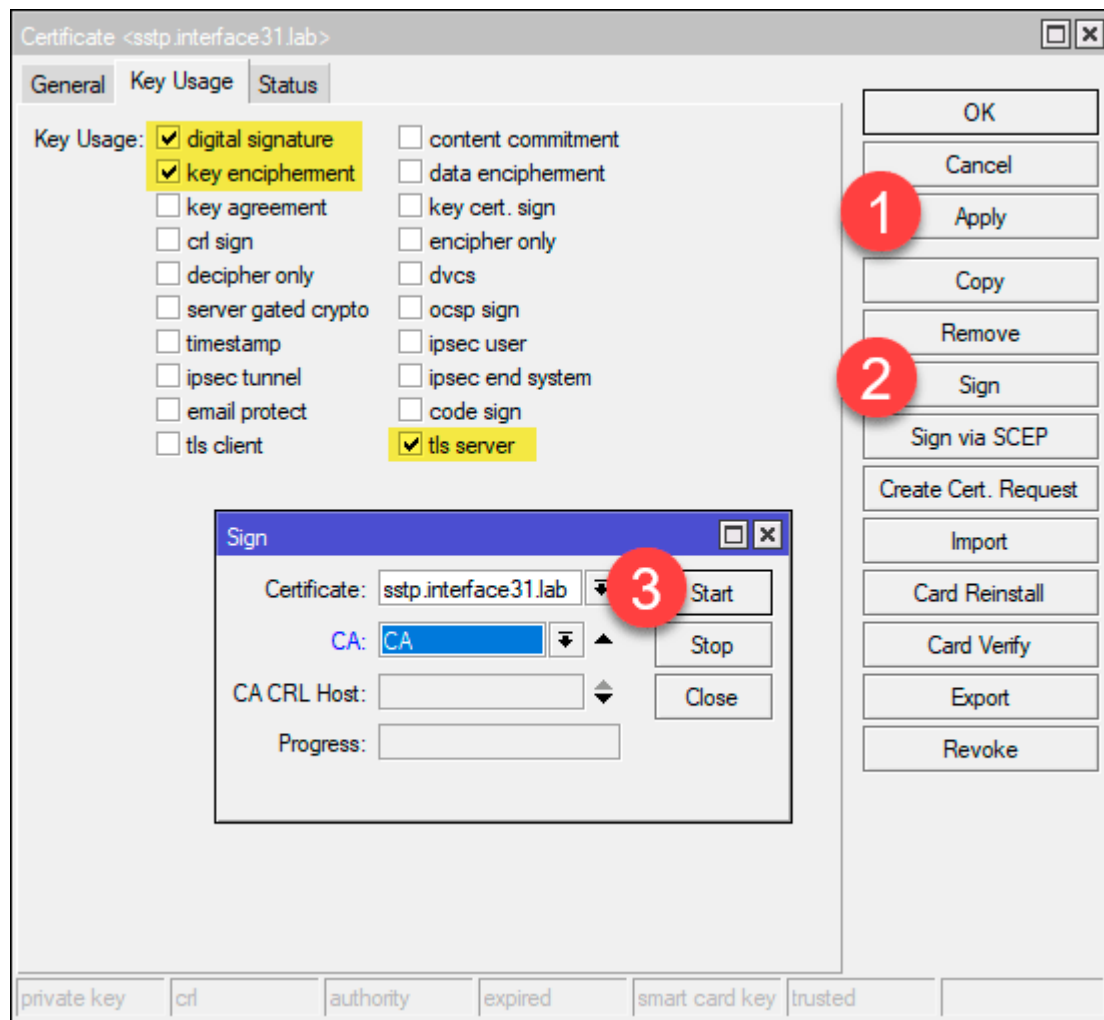 Certificate <sstp.interface31.lab>
General Key Usage Status
Key Usage: digital signature content commitment
key encipherment data encipherment
key agreement key cert. sign
crl sign encipher only
decipher only dvcs
server gated crypto ocsp sign
timestamp ipsec user
ipsec tunnel ipsec end system
email protect code sign
tls client tls server
OK
Cancel
1 Apply
Copy
Remove
2 Sign
Sign via SCEP
Create Cert. Request
Import
Card Reinstall
Card Verify
Export
Revoke
Sign
Certificate: sstp.interface31.lab 3 Start
CA: CA Stop
CA CRL Host: Close
Progress:
private key crl authority expired smart card key trusted